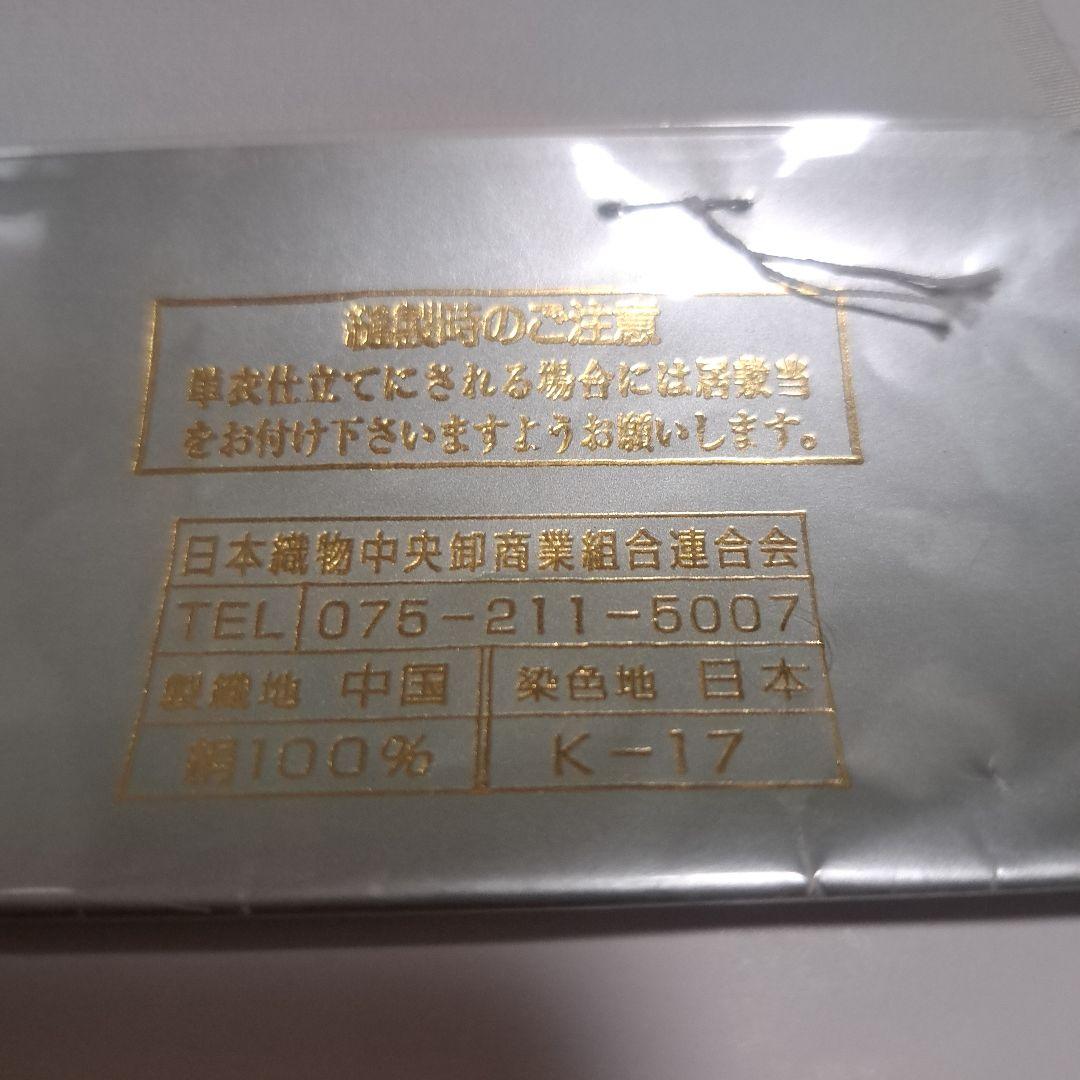 縫製時のご注意
単衣仕立てにされる場合には居敷当
をお付け下さいますようお願いします。
日本織物中央卸商業組合連合会
TEL 075-211-5007
製織地 中国 染色地 日本
絹100% K-17